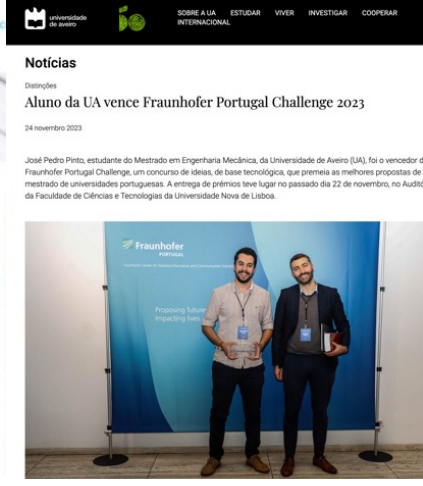 universidade
de aveiro
SOBRE A UA ESTUDAR VIVER INVESTIGAR COOPERAR
INTERNACIONAL
Notícias
Distinções
Aluno da UA vence Fraunhofer Portugal Challenge 2023
24 novembro 2023
José Pedro Pinto, estudante do Mestrado em Engenharia Mecânica, da Universidade de Aveiro (UA), foi o vencedor d
Fraunhofer Portugal Challenge, um concurso de ideias, de base tecnológica, que premeia as melhores propostas de
mestrado de universidades portuguesas. A entrega de prémios teve lugar no passado dia 22 de novembro, no Auditó
da Faculdade de Ciências e Tecnologias da Universidade Nova de Lisboa.
Fraunhofer
PORTUGAL
Proposing future
Impacting lives